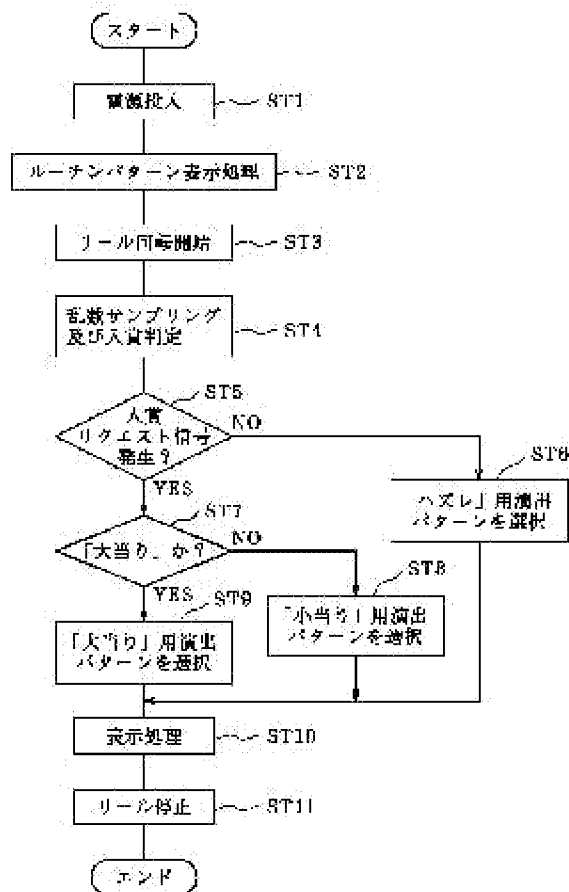 スタート
電源投入 ST1
ルーチンパターン表示処理 ST2
リール回転開始 ST3
乱数サンプリング
及び入賞判定 ST4
ST5
入賞
リクエスト信号
発生?
NO
YES
ST6
ハズレ」用演出
パターンを選択
ST7
「大当り」か?
NO
YES
ST8
「小当り」用演出
パターンを選択
ST9
「大当り」用演出
パターンを選択
表示処理 ST10
リール停止 ST11
エンド